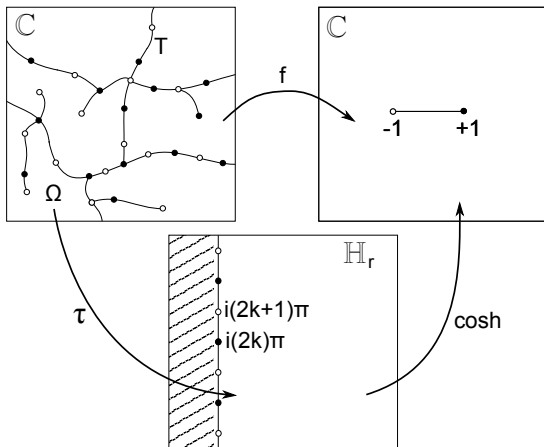 ℂ
T
Ω
f
ℂ
-1
+1
τ
ℍr
i(2k+1)π
i(2k)π
cosh